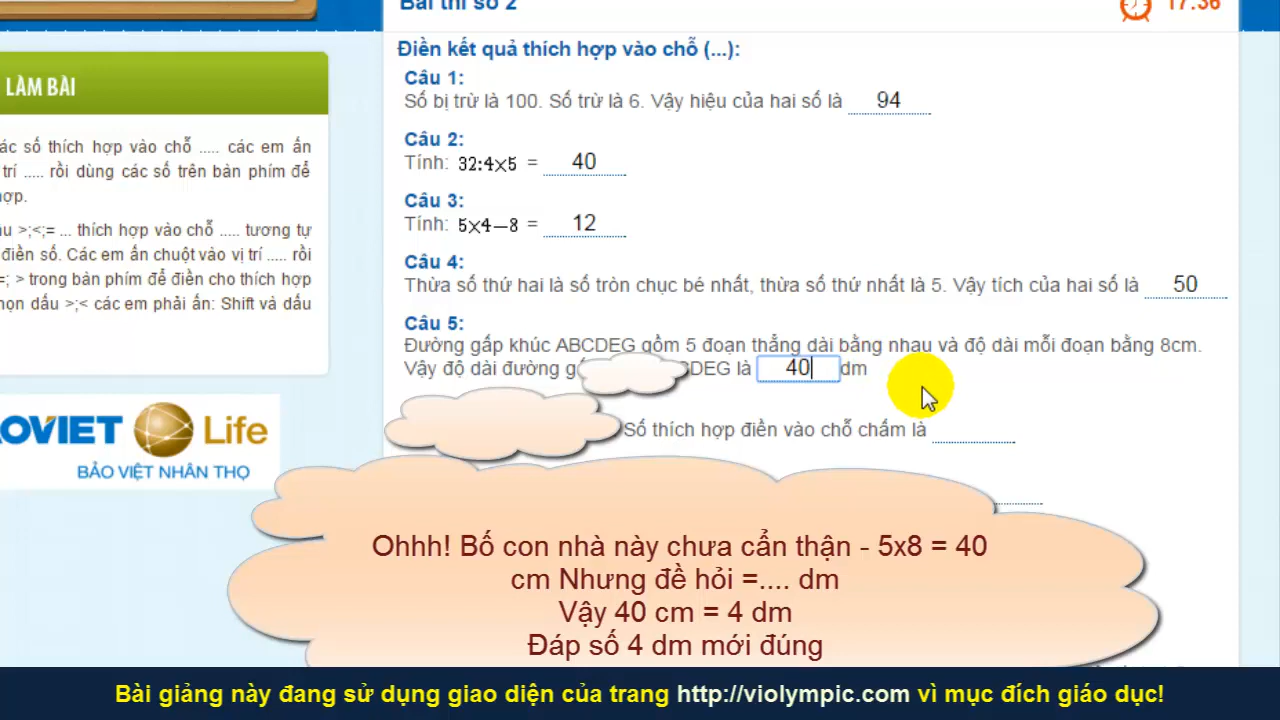 Bài thi số 2
17:36
Điền kết quả thích hợp vào chỗ (...):
LÀM BÀI
các số thích hợp vào chỗ ..... các em ấn
trí ..... rồi dùng các số trên bàn phím để
hợp.
>;<;= ... thích hợp vào chỗ ..... tương tự
điền số. Các em ấn chuột vào vị trí ..... rồi
=; > trong bàn phím để điền cho thích hợp
dấu >;< các em phải ấn: Shift và dấu
Câu 1:
Số bị trừ là 100. Số trừ là 6. Vậy hiệu của hai số là 94
Câu 2:
Tính: 32:4×5 = 40
Câu 3:
Tính: 5×4−8 = 12
Câu 4:
Thừa số thứ hai là số tròn chục bé nhất, thừa số thứ nhất là 5. Vậy tích của hai số là 50
Câu 5:
Đường gấp khúc ABCDEG gồm 5 đoạn thẳng dài bằng nhau và độ dài mỗi đoạn bằng 8cm.
Vậy độ dài đường CDEG là 40 dm
Số thích hợp điền vào chỗ chấm là
Ohhh! Bố con nhà này chưa cẩn thận - 5x8 = 40
cm Nhưng đề hỏi =.... dm
Vậy 40 cm = 4 dm
Đáp số 4 dm mới đúng
OVIET Life
BẢO VIỆT NHÂN THỌ
Bài giảng này đang sử dụng giao diện của trang http://violympic.com vì mục đích giáo dục!